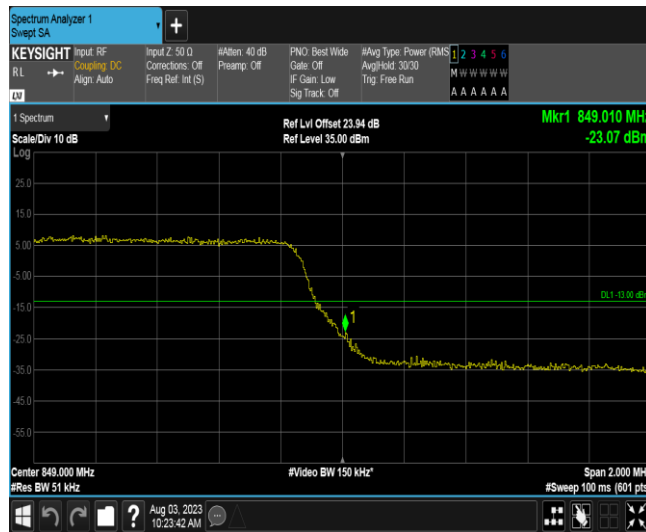 Spectrum Analyzer 1
Swept SA
KEYSIGHT
RL
LXI
Input: RF
Coupling: DC
Align: Auto
Input Z: 50 Ω
Corrections: Off
Freq Ref: Int (S)
#Atten: 40 dB
Preamp: Off
PNO: Best Wide
Gate: Off
IF Gain: Low
Sig Track: Off
#Avg Type: Power (RMS
Avg|Hold: 30/30
Trig: Free Run
1 2 3 4 5 6
M W W W W W
A A A A A A
1 Spectrum
Scale/Div 10 dB
Ref Lvl Offset 23.94 dB
Ref Level 35.00 dBm
Mkr1 849.010 MHz
-23.07 dBm
Log
25.0
15.0
5.00
-5.00
-15.0
-25.0
-35.0
-45.0
-55.0
DL1 -13.00 dBm
1
Center 849.000 MHz
#Res BW 51 kHz
#Video BW 150 kHz*
Span 2.000 MHz
#Sweep 100 ms (601 pts)
?
Aug 03, 2023
10:23:42 AM